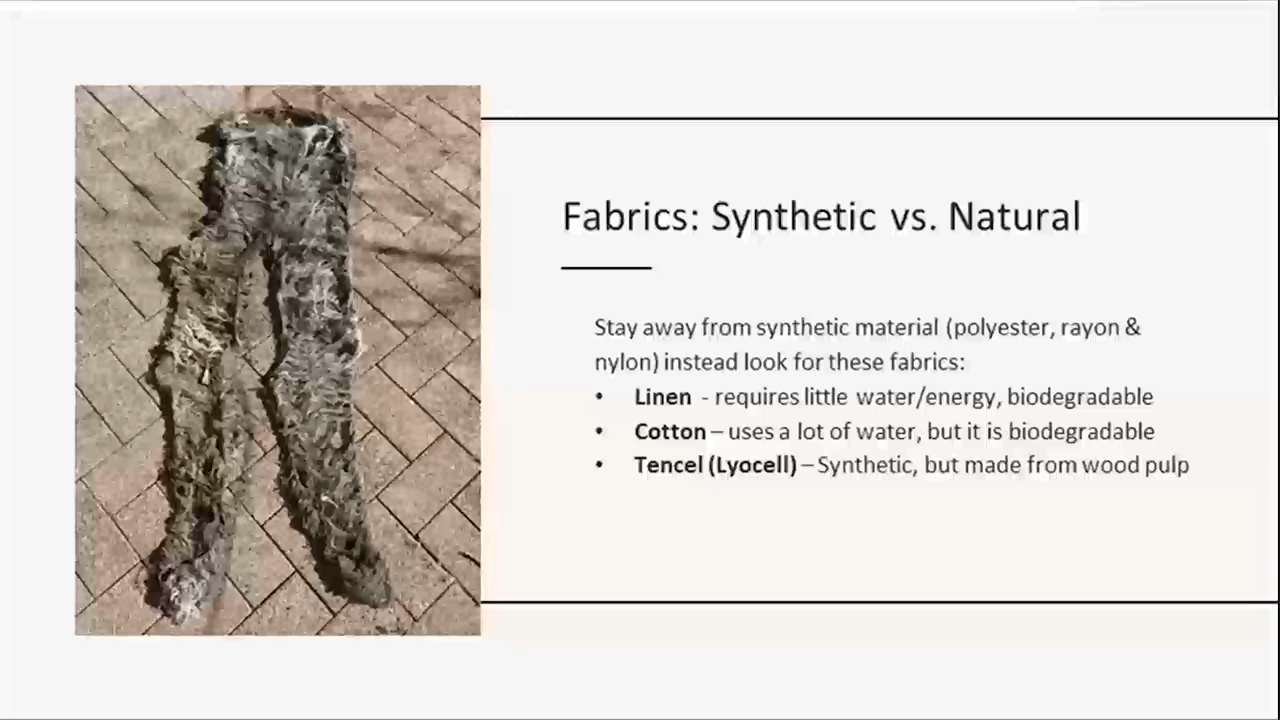 Fabrics: Synthetic vs. Natural
Stay away from synthetic material (polyester, rayon &
nylon) instead look for these fabrics:
• Linen - requires little water/energy, biodegradable
• Cotton – uses a lot of water, but it is biodegradable
• Tencel (Lyocell) – Synthetic, but made from wood pulp